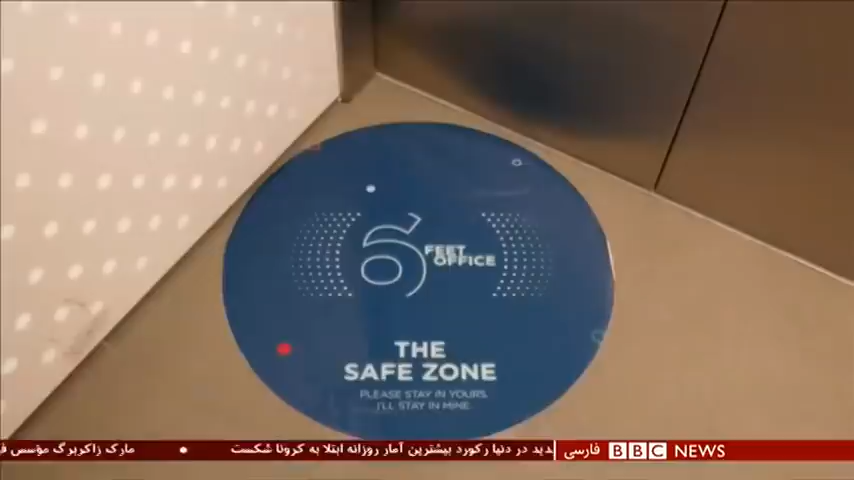 6 FEET
OFFICE
THE
SAFE ZONE
PLEASE STAY IN YOURS,
I'LL STAY IN MINE.
فارسی BBC NEWS
دید در دنیا رکورد بیشترین آمار روزانه ابتلا به کرونا شکست • مارک زاکربرگ مؤسس